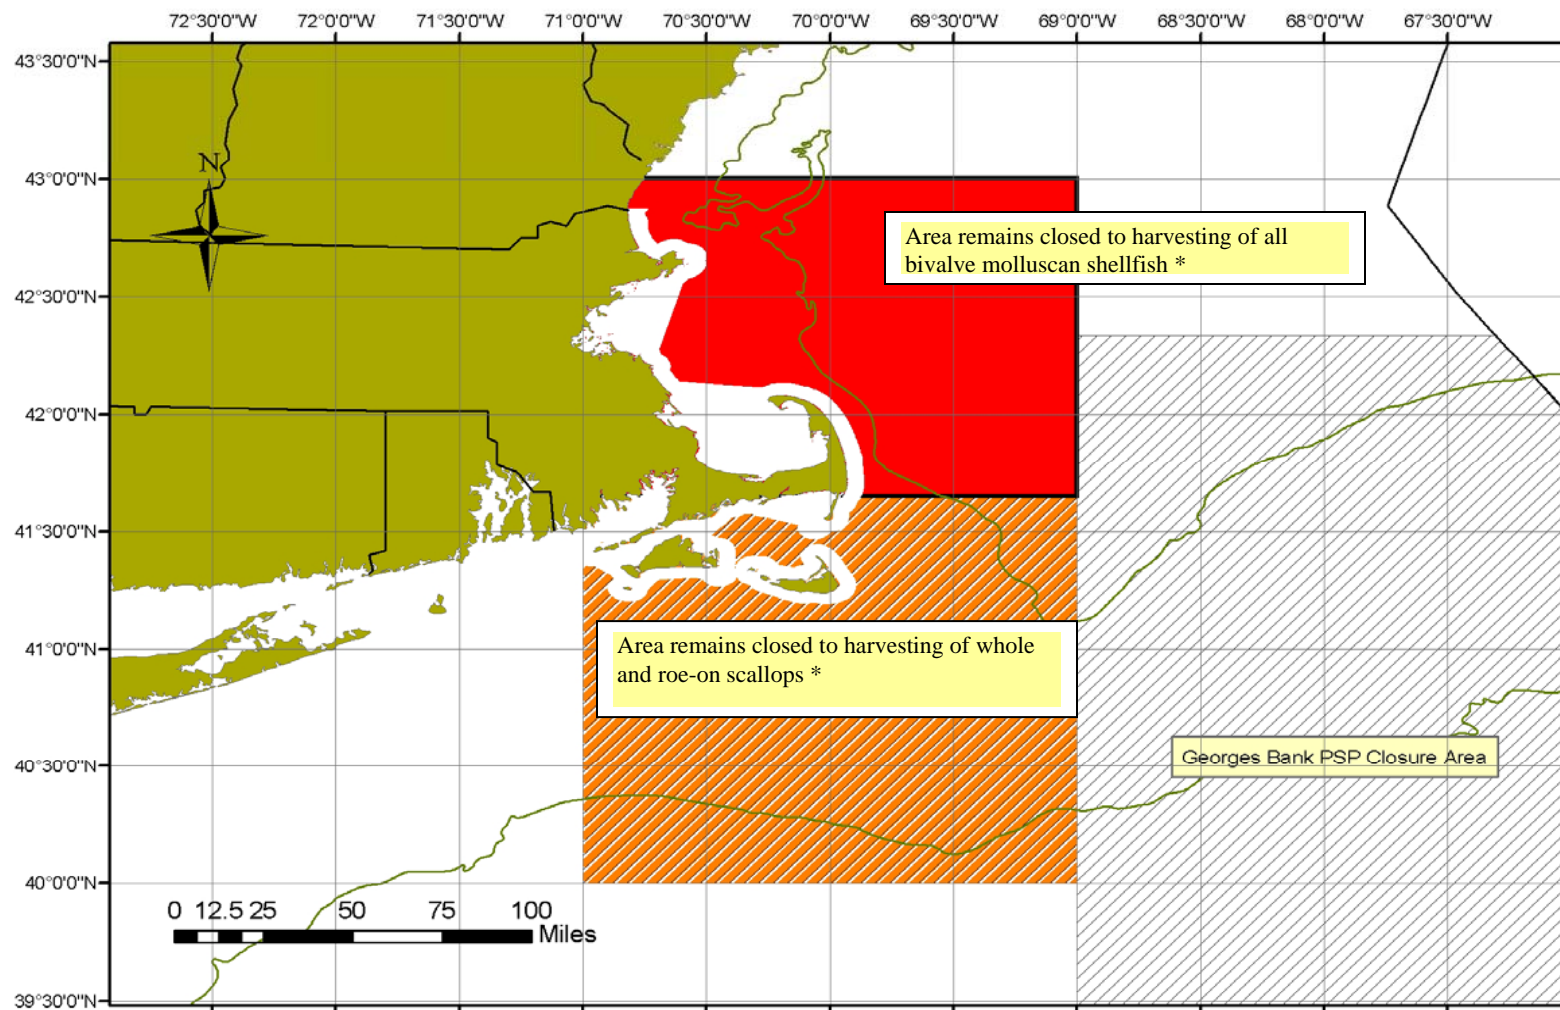 72°30'0"W 72°0'0"W 71°30'0"W 71°0'0"W 70°30'0"W 70°0'0"W 69°30'0"W 69°0'0"W 68°30'0"W 68°0'0"W 67°30'0"W
43°30'0"N
43°0'0"N
N
Area remains closed to harvesting of all
bivalve molluscan shellfish *
42°30'0"N
42°0'0"N
41°30'0"N
41°0'0"N
Area remains closed to harvesting of whole
and roe-on scallops *
Georges Bank PSP Closure Area
40°30'0"N
40°0'0"N
0 12.5 25 50 75 100
Miles
39°30'0"N